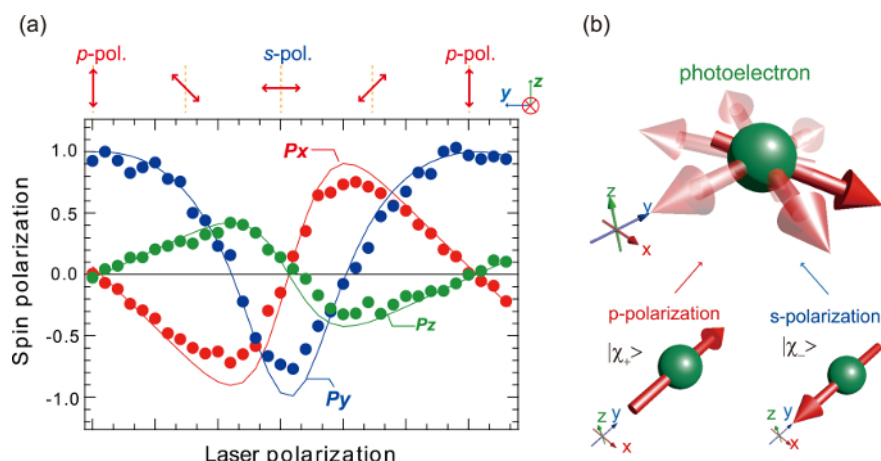 (a)
p-pol.
s-pol.
p-pol.
z
y
1.0
0.5
0.0
-0.5
-1.0
Spin polarization
Px
Pz
Py
Laser polarization
(b)
photoelectron
z
y
x
p-polarization
s-polarization
|χ₊>
|χ₋>
z
y
x
z
y
x